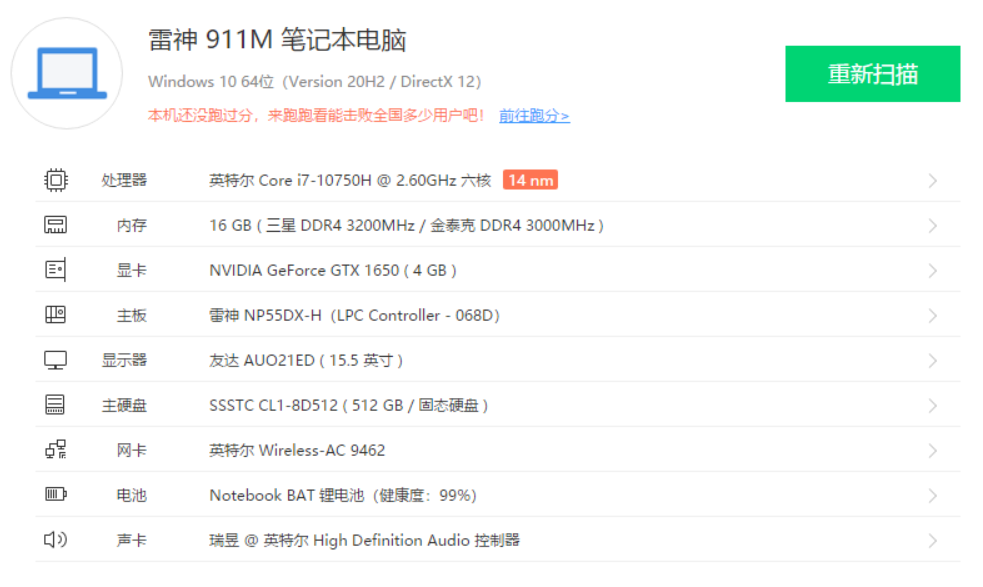 雷神 911M 笔记本电脑
Windows 10 64位（Version 20H2 / DirectX 12）
重新扫描
本机还没跑过分，来跑跑看能击败全国多少用户吧！ 前往跑分>
处理器 英特尔 Core i7-10750H @ 2.60GHz 六核 14 nm
内存 16 GB ( 三星 DDR4 3200MHz / 金泰克 DDR4 3000MHz )
显卡 NVIDIA GeForce GTX 1650 ( 4 GB )
主板 雷神 NP55DX-H（LPC Controller - 068D）
显示器 友达 AUO21ED ( 15.5 英寸 )
主硬盘 SSSTC CL1-8D512 ( 512 GB / 固态硬盘 )
网卡 英特尔 Wireless-AC 9462
电池 Notebook BAT 锂电池（健康度：99%）
声卡 瑞昱 @ 英特尔 High Definition Audio 控制器